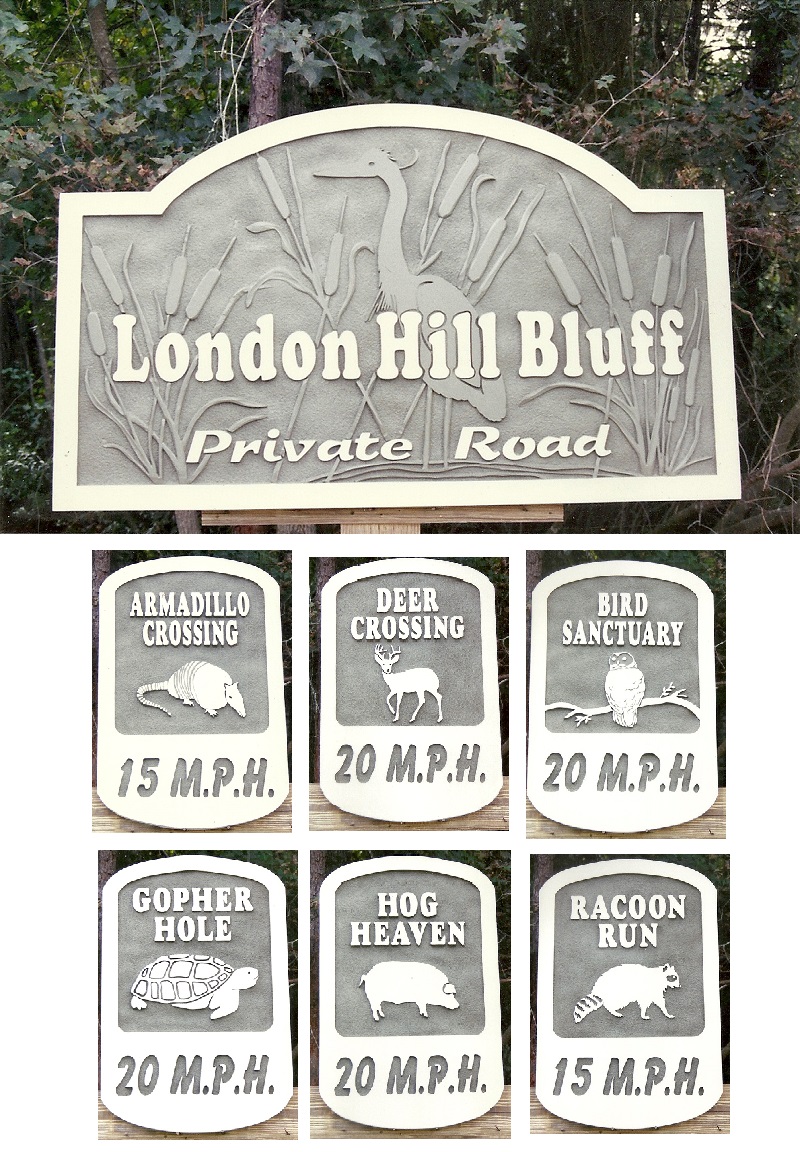 London Hill Bluff
Private Road
ARMADILLO
CROSSING
15 M.P.H.
DEER
CROSSING
20 M.P.H.
BIRD
SANCTUARY
20 M.P.H.
GOPHER
HOLE
20 M.P.H.
HOG
HEAVEN
20 M.P.H.
RACOON
RUN
15 M.P.H.